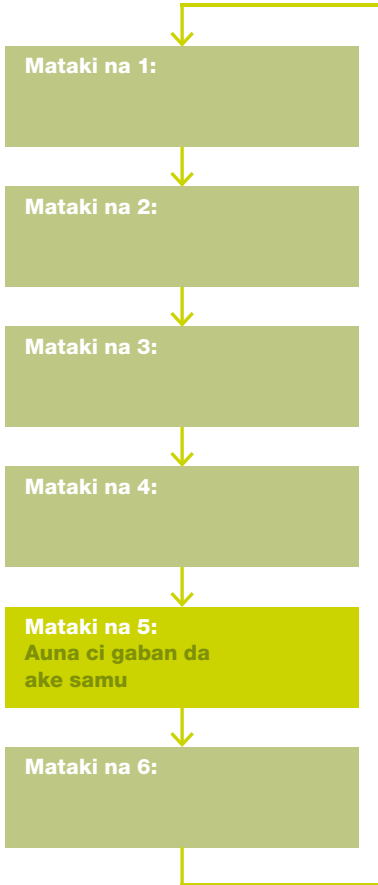 Mataki na 1:
Mataki na 2:
Mataki na 3:
Mataki na 4:
Mataki na 5:
Auna ci gaban da
ake samu
Mataki na 6: